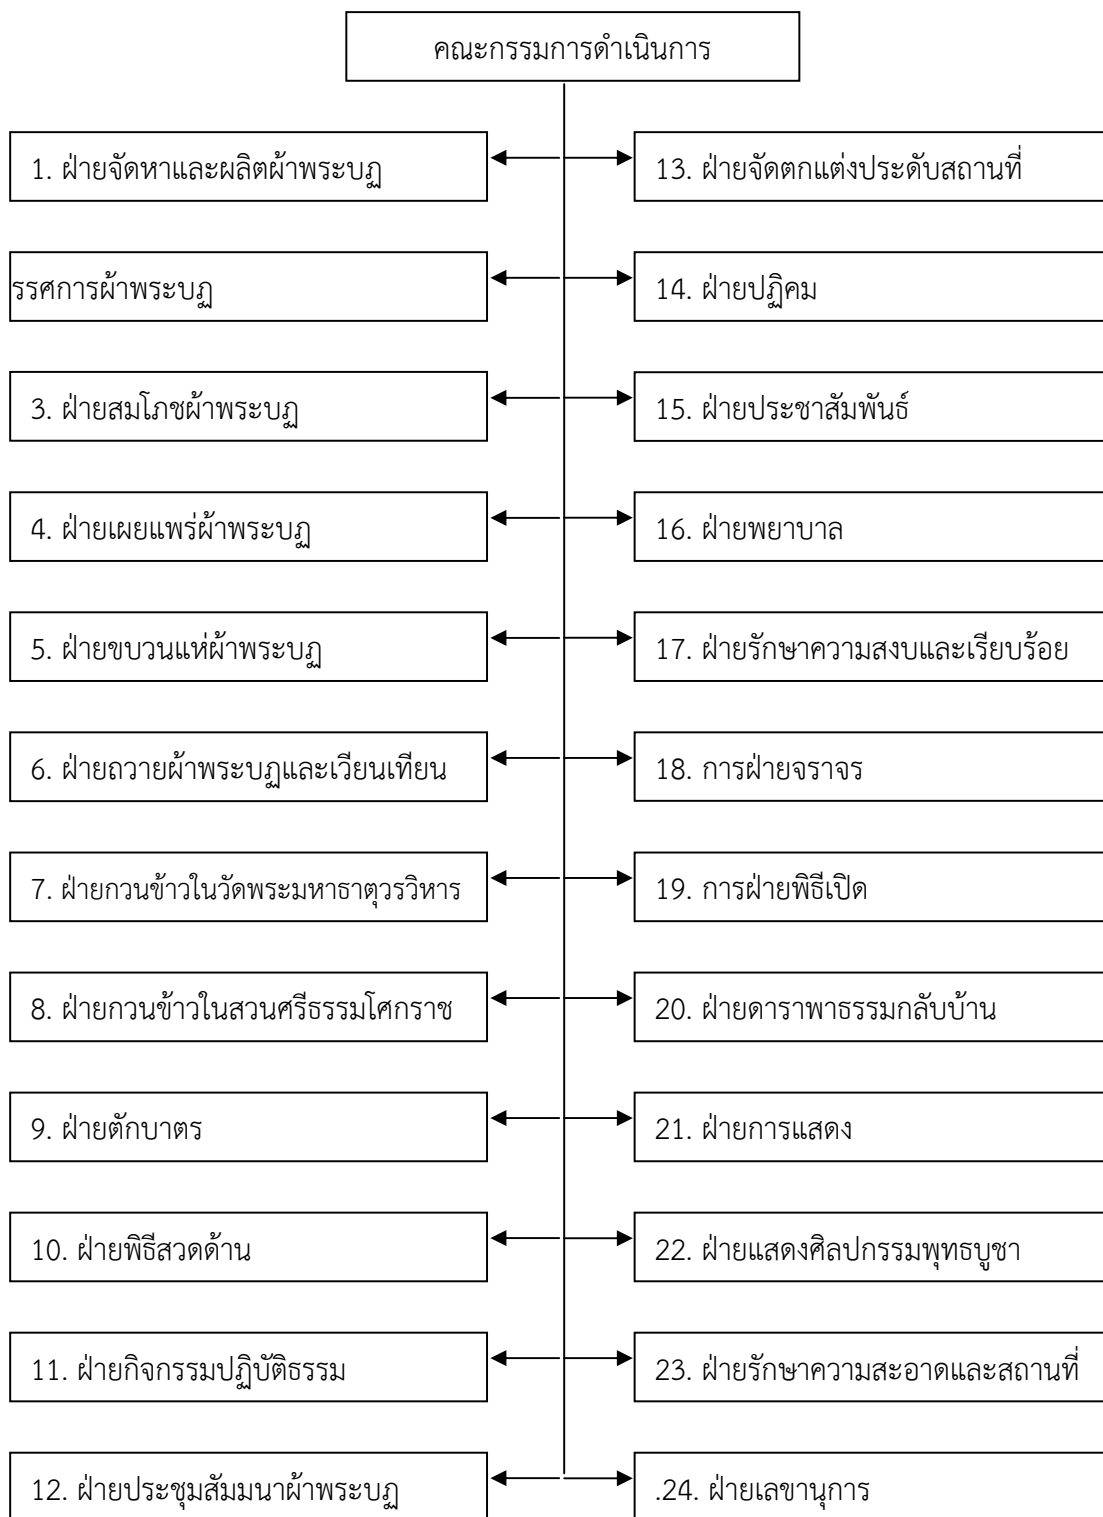 คณะกรรมการดำเนินการ
1. ฝ่ายจัดหาและผลิตผ้าพระบฏ
รรศการผ้าพระบฏ
3. ฝ่ายสมโภชผ้าพระบฏ
4. ฝ่ายเผยแพร่ผ้าพระบฏ
5. ฝ่ายขบวนแห่ผ้าพระบฏ
6. ฝ่ายถวายผ้าพระบฏและเวียนเทียน
7. ฝ่ายกวนข้าวในวัดพระมหาธาตุวรวิหาร
8. ฝ่ายกวนข้าวในสวนศรีธรรมโศกราช
9. ฝ่ายตักบาตร
10. ฝ่ายพิธีสวดด้าน
11. ฝ่ายกิจกรรมปฏิบัติธรรม
12. ฝ่ายประชุมสัมมนาผ้าพระบฏ
13. ฝ่ายจัดตกแต่งประดับสถานที่
14. ฝ่ายปฏิคม
15. ฝ่ายประชาสัมพันธ์
16. ฝ่ายพยาบาล
17. ฝ่ายรักษาความสงบและเรียบร้อย
18. การฝ่ายจราจร
19. การฝ่ายพิธีเปิด
20. ฝ่ายดาราพาธรรมกลับบ้าน
21. ฝ่ายการแสดง
22. ฝ่ายแสดงศิลปกรรมพุทธบูชา
23. ฝ่ายรักษาความสะอาดและสถานที่
.24. ฝ่ายเลขานุการ